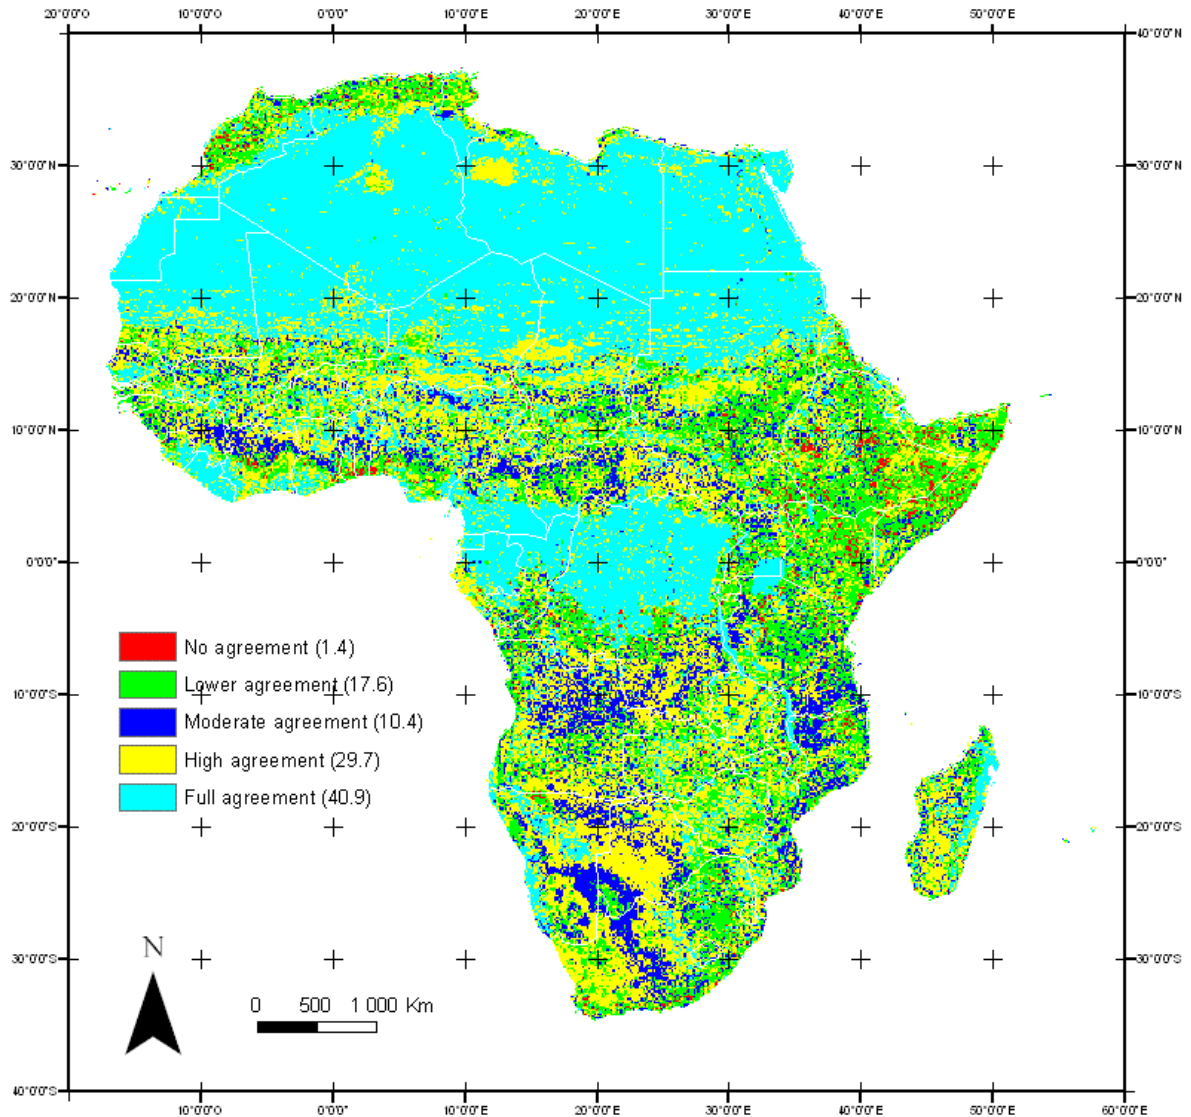 20°0'0"O 10°0'0"O 0°0'0" 10°0'0"E 20°0'0"E 30°0'0"E 40°0'0"E 50°0'0"E
40°0'0"N
30°0'0"N 30°0'0"N
20°0'0"N 20°0'0"N
10°0'0"N 10°0'0"N
0°0'0" 0°0'0"
No agreement (1.4)
Lower agreement (17.6)
10°0'0"S 10°0'0"S
Moderate agreement (10.4)
High agreement (29.7)
Full agreement (40.9)
20°0'0"S 20°0'0"S
N
30°0'0"S 30°0'0"S
0 500 1 000 Km
40°0'0"S
10°0'0"O 0°0'0" 10°0'0"E 20°0'0"E 30°0'0"E 40°0'0"E 50°0'0"E 60°0'0"E